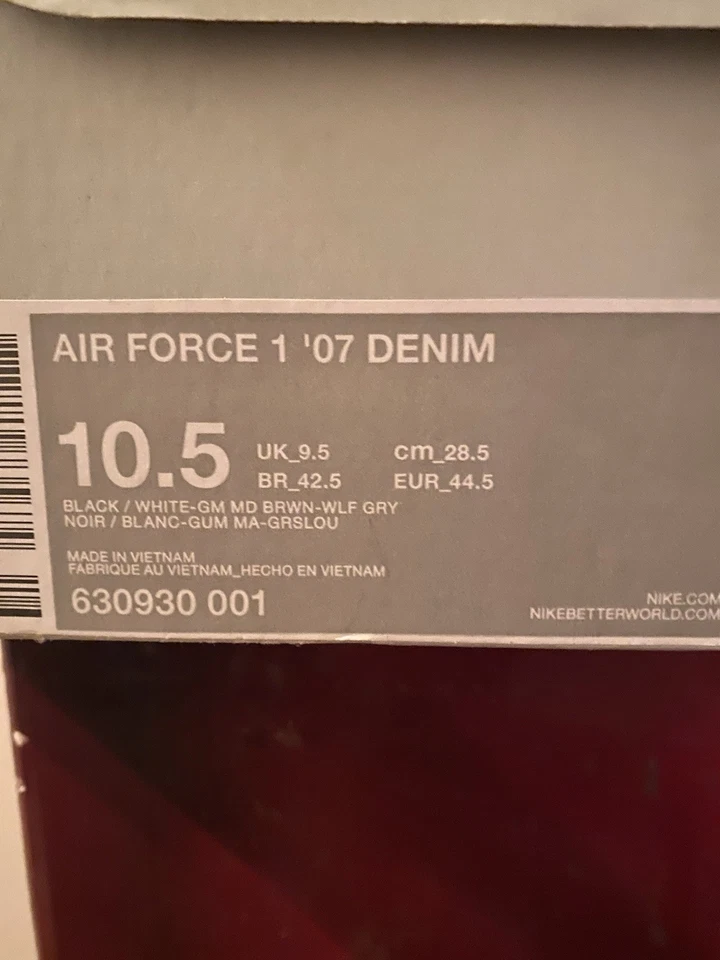 AIR FORCE 1 '07 DENIM
10.5 UK_9.5 cm_28.5
BR_42.5 EUR_44.5
BLACK / WHITE-GM MD BRWN-WLF GRY
NOIR / BLANC-GUM MA-GRSLOU
MADE IN VIETNAM
FABRIQUE AU VIETNAM_HECHO EN VIETNAM
630930 001
NIKE.COM
NIKEBETTERWORLD.COM